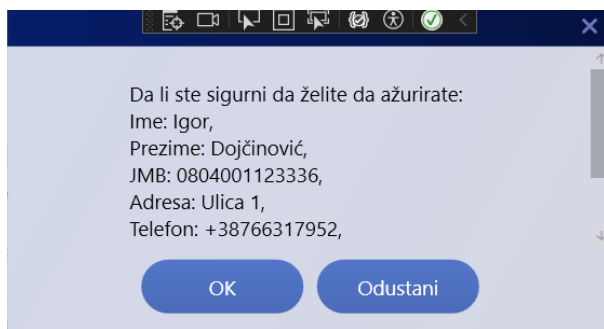 Da li ste sigurni da želite da ažurirate:
Ime: Igor,
Prezime: Dojčinović,
JMB: 0804001123336,
Adresa: Ulica 1,
Telefon: +38766317952,
OK
Odustani